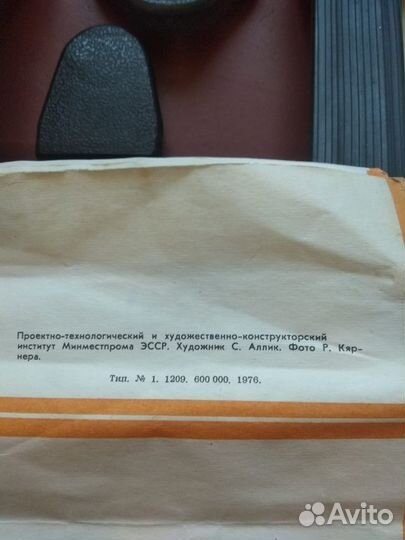 Проектно-технологический и художественно-конструкторский
институт Минместпрома ЭССР. Художник С. Аллик. Фото Р. Кяр-
нера.
Тип. № 1. 1209. 600 000, 1976.
Avito